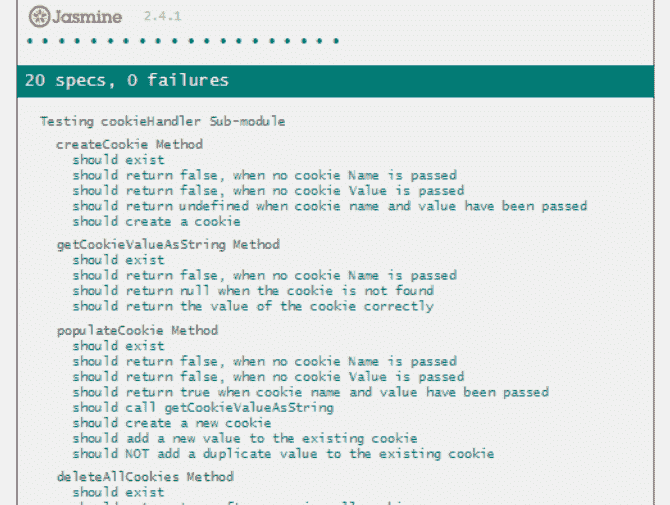 Jasmine 2.4.1
20 specs, 0 failures
Testing cookieHandler Sub-module
createCookie Method
should exist
should return false, when no cookie Name is passed
should return false, when no cookie Value is passed
should return undefined when cookie name and value have been passed
should create a cookie
getCookieValueAsString Method
should exist
should return false, when no cookie Name is passed
should return null when the cookie is not found
should return the value of the cookie correctly
populateCookie Method
should exist
should return false, when no cookie Name is passed
should return false, when no cookie Value is passed
should return true when cookie name and value have been passed
should call getCookieValueAsString
should create a new cookie
should add a new value to the existing cookie
should NOT add a duplicate value to the existing cookie
deleteAllCookies Method
should exist